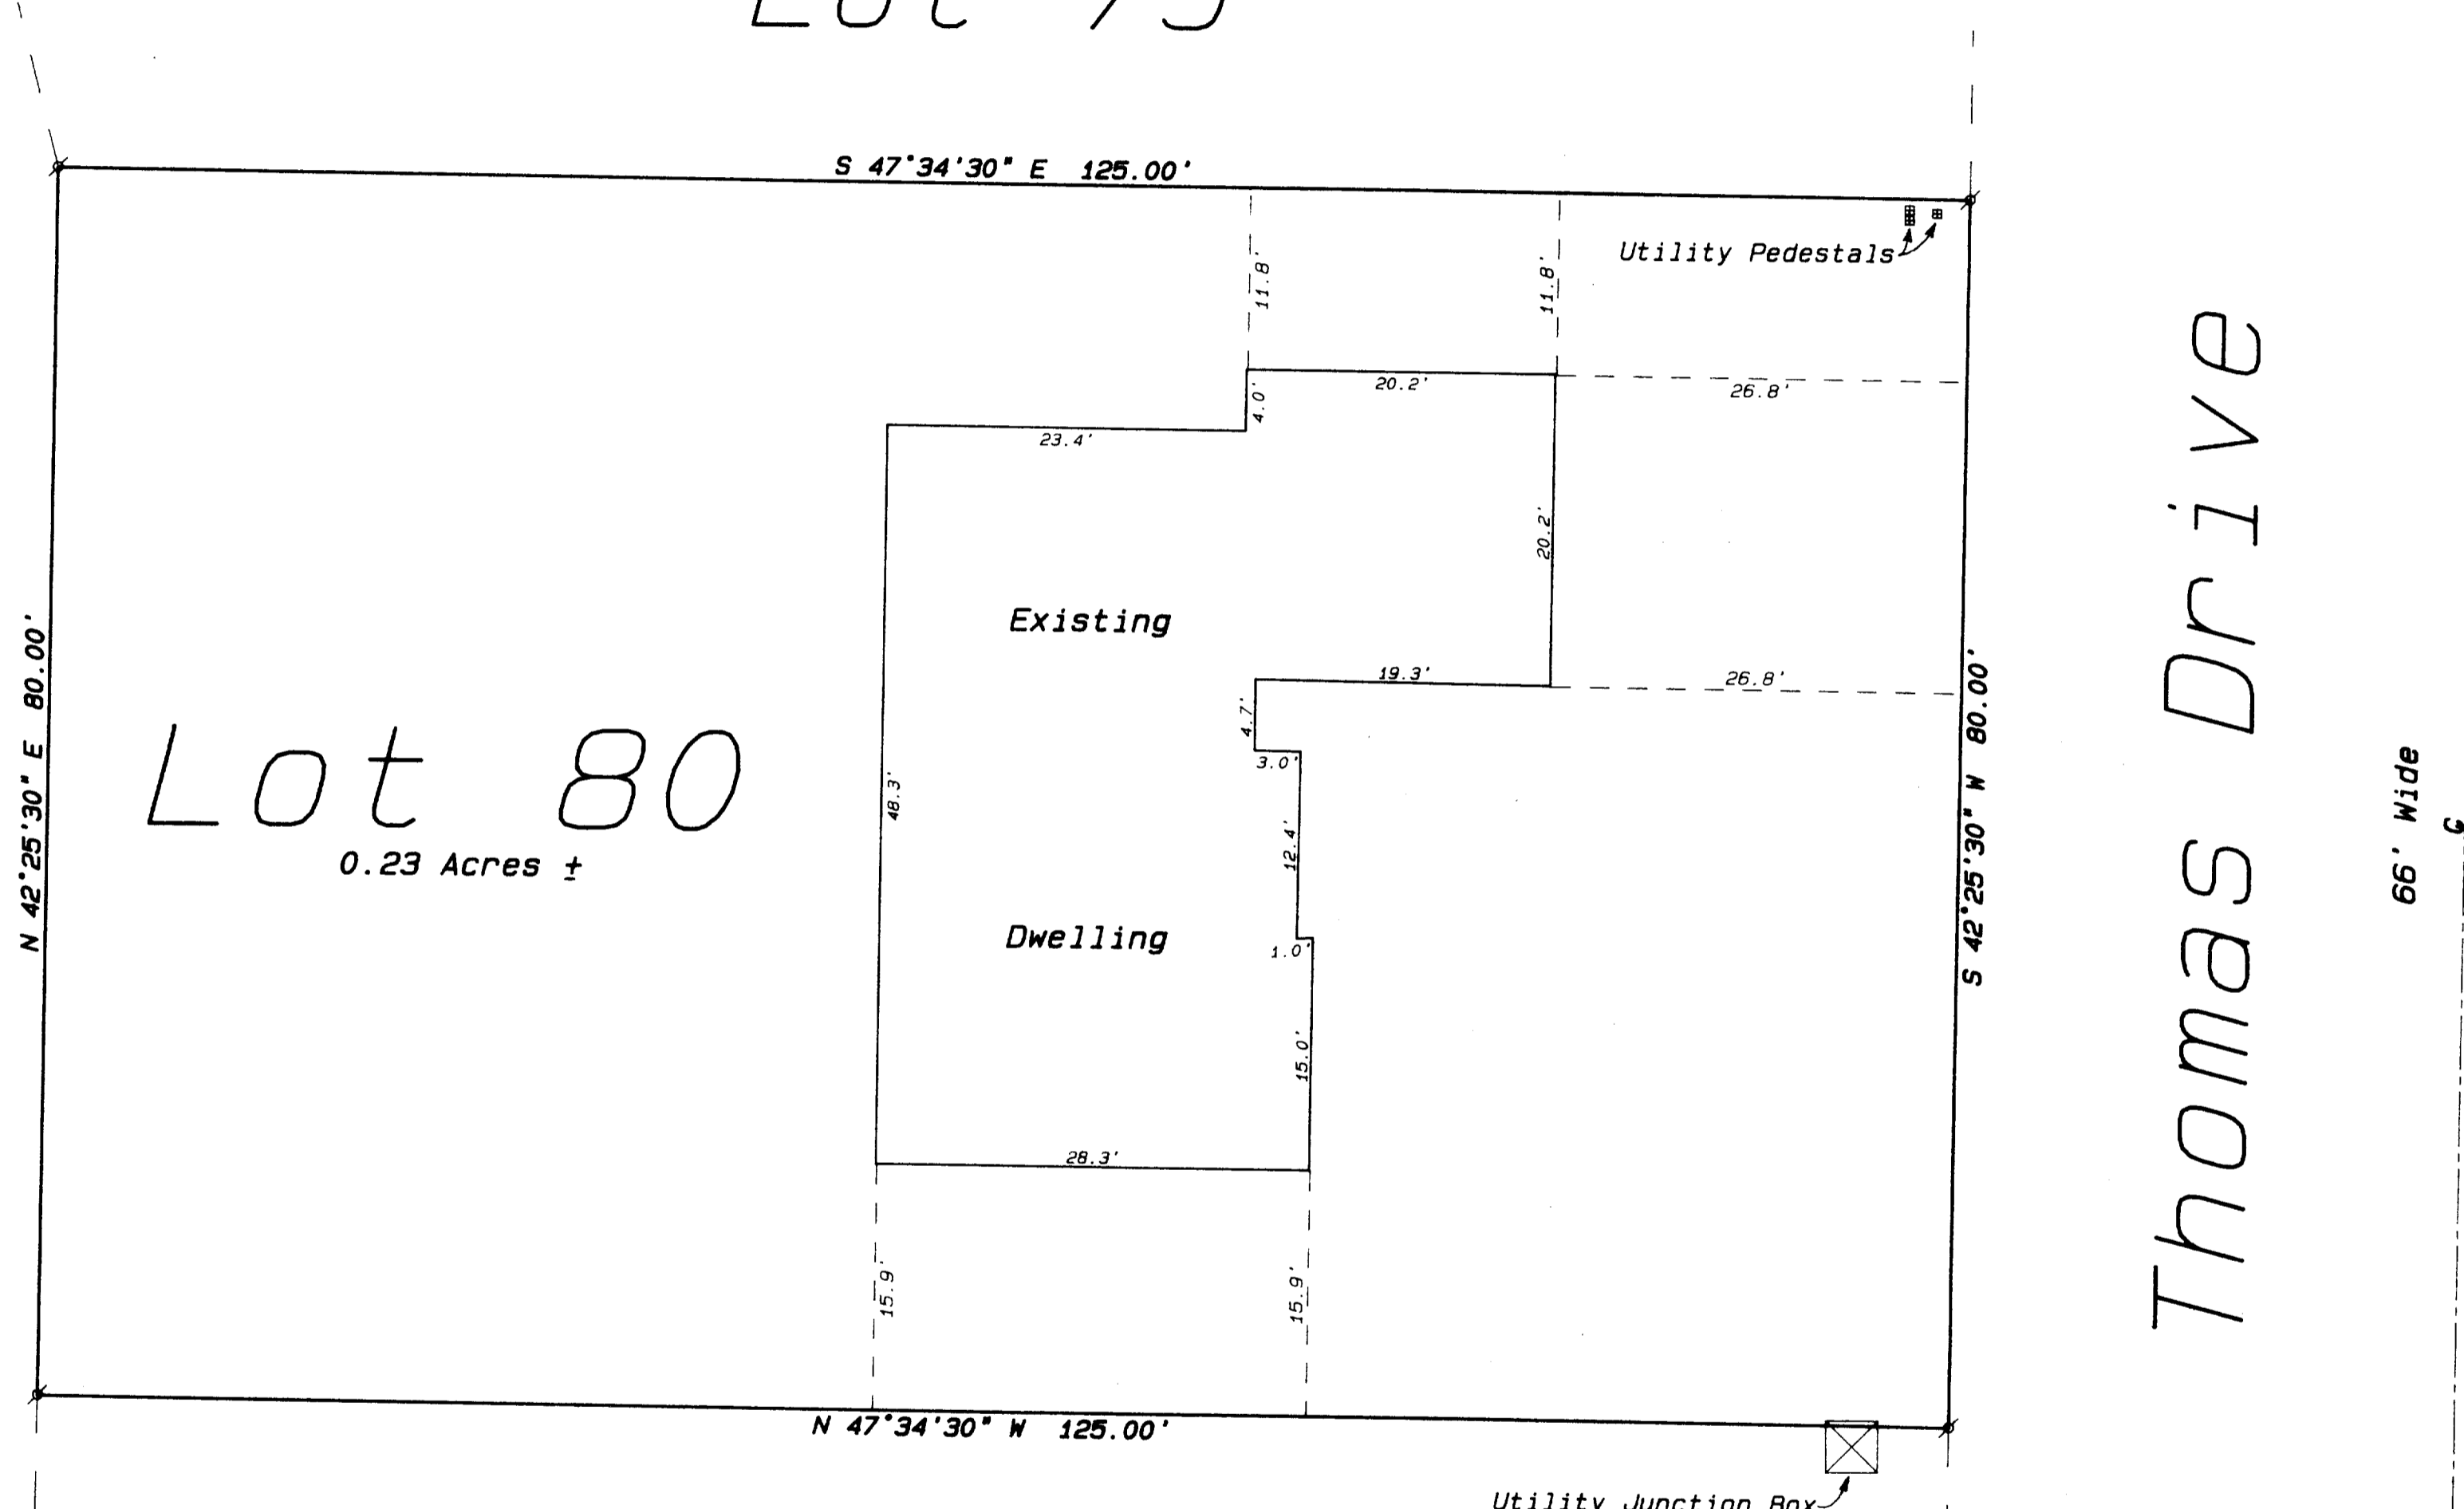 Lot 79
S 47°34'30" E 125.00'
Utility Pedestals
11.8'
11.8'
20.2'
26.8'
4.0'
23.4'
20.2'
Existing
19.3'
26.8'
4.7'
3.0'
N 42°25'30" E 80.00'
Lot 80
0.23 Acres ±
48.3'
12.4'
S 42°25'30" W 80.00'
Thomas Drive
66' Wide
Dwelling
1.0'
15.0'
28.3'
15.9'
15.9'
N 47°34'30" W 125.00'
Utility Junction Box